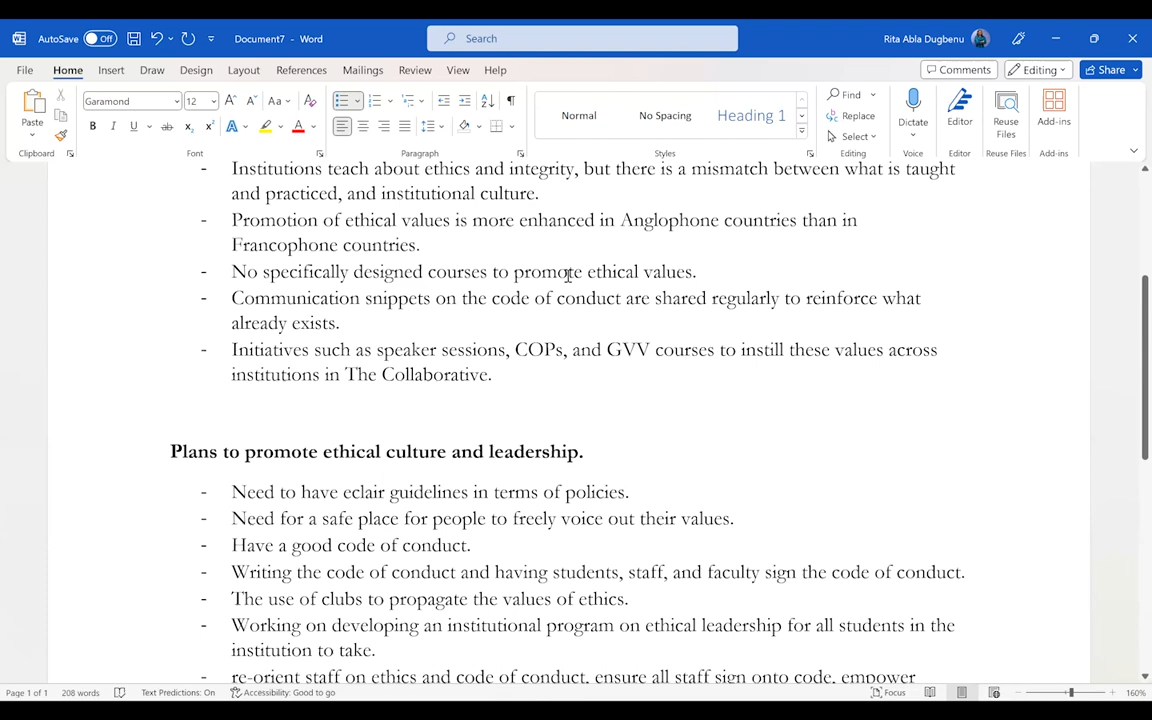 AutoSave Off Document7 - Word Search Rita Abla Dugbenu
File Home Insert Draw Design Layout References Mailings Review View Help Comments Editing Share
Paste Garamond 12 Aa Normal No Spacing Heading 1 Find Replace Select Dictate Editor Reuse Files Add-ins
Clipboard Font Paragraph Styles Editing Voice Editor Reuse Files Add-ins
- Institutions teach about ethics and integrity, but there is a mismatch between what is taught
and practiced, and institutional culture.
- Promotion of ethical values is more enhanced in Anglophone countries than in
Francophone countries.
- No specifically designed courses to promote ethical values.
- Communication snippets on the code of conduct are shared regularly to reinforce what
already exists.
- Initiatives such as speaker sessions, COPs, and GVV courses to instill these values across
institutions in The Collaborative.
Plans to promote ethical culture and leadership.
- Need to have eclair guidelines in terms of policies.
- Need for a safe place for people to freely voice out their values.
- Have a good code of conduct.
- Writing the code of conduct and having students, staff, and faculty sign the code of conduct.
- The use of clubs to propagate the values of ethics.
- Working on developing an institutional program on ethical leadership for all students in the
institution to take.
- re-orient staff on ethics and code of conduct, ensure all staff sign onto code, empower
Page 1 of 1 208 words Text Predictions: On Accessibility: Good to go Focus 160%